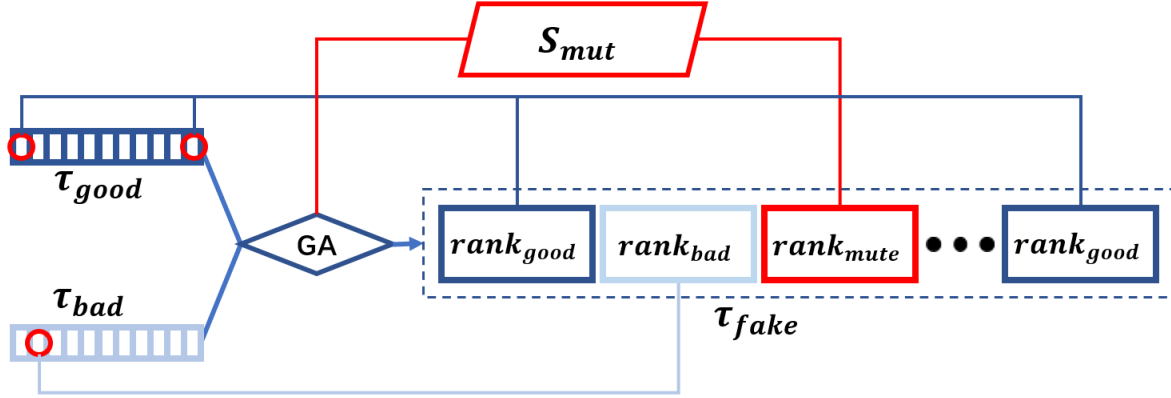 S_mut
τ_good
GA
rank_good rank_bad rank_mute ●●● rank_good
τ_bad
τ_fake